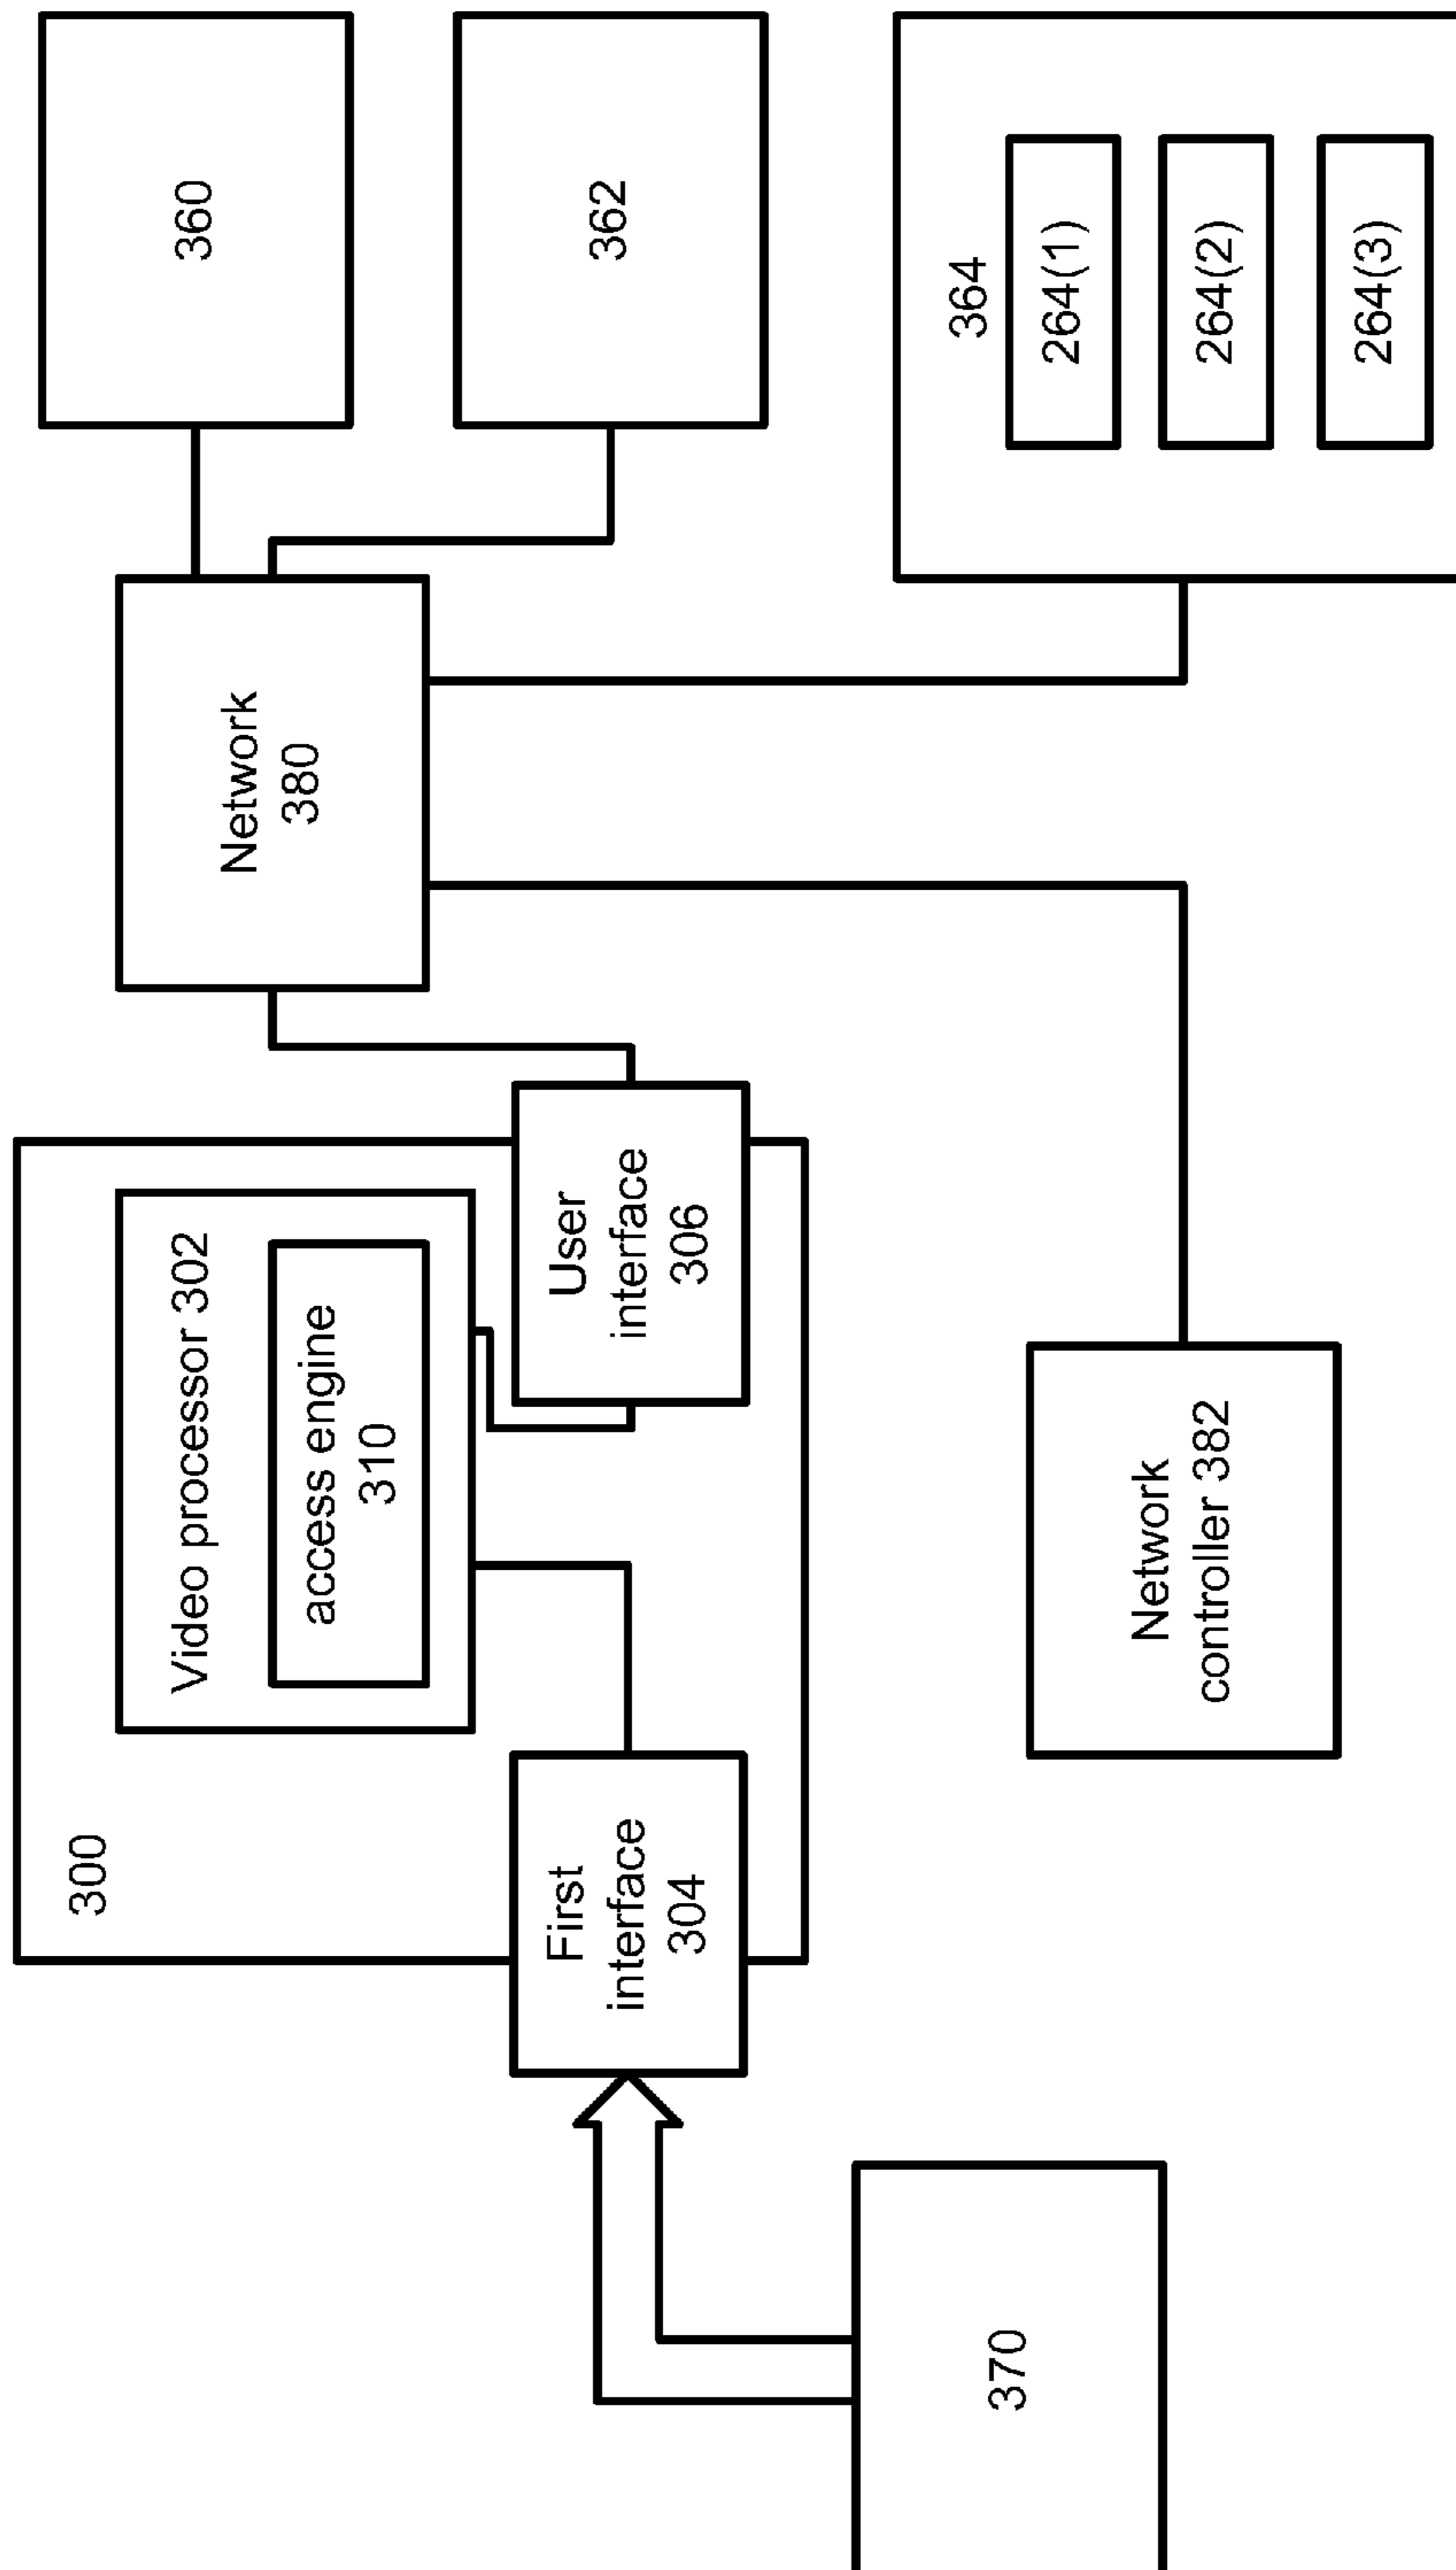 300
Video processor 302
access engine
310
First
interface
304
User
interface
306
Network
380
360
362
364
264(1)
264(2)
264(3)
Network
controller 382
370